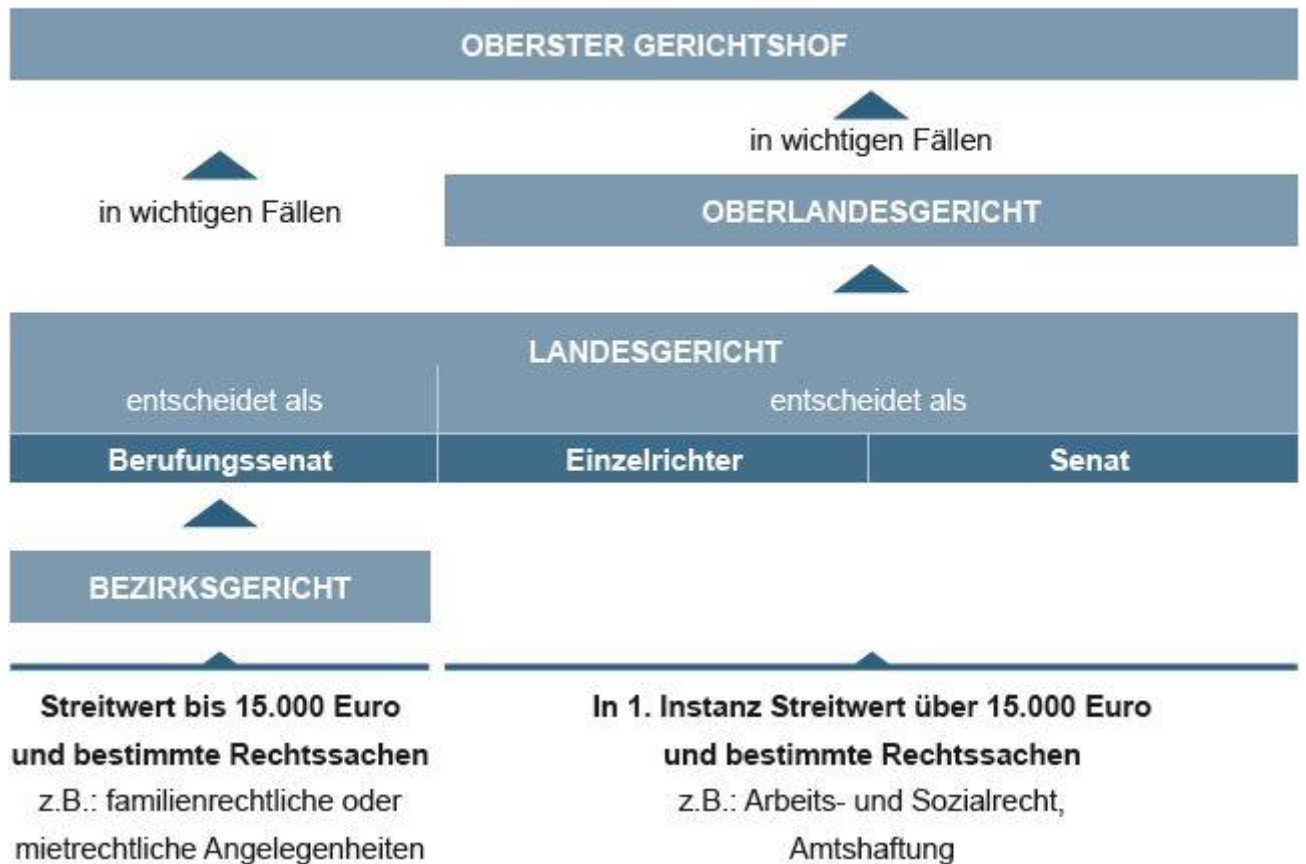 OBERSTER GERICHTSHOF
in wichtigen Fällen
in wichtigen Fällen
OBERLANDESGERICHT
LANDESGERICHT
entscheidet als
entscheidet als
Berufungssenat
Einzelrichter
Senat
BEZIRKSGERICHT
Streitwert bis 15.000 Euro
und bestimmte Rechtssachen
z.B.: familienrechtliche oder
mietrechtliche Angelegenheiten
In 1. Instanz Streitwert über 15.000 Euro
und bestimmte Rechtssachen
z.B.: Arbeits- und Sozialrecht,
Amtshaftung